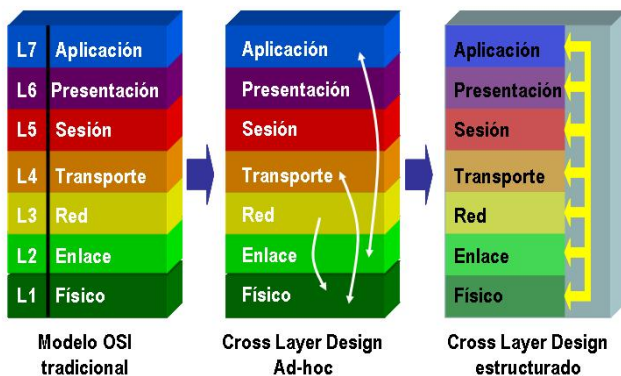 L7 Aplicación
L6 Presentación
L5 Sesión
L4 Transporte
L3 Red
L2 Enlace
L1 Físico
Modelo OSI
tradicional
Aplicación
Presentación
Sesión
Transporte
Red
Enlace
Físico
Cross Layer Design
Ad-hoc
Aplicación
Presentación
Sesión
Transporte
Red
Enlace
Físico
Cross Layer Design
estructurado